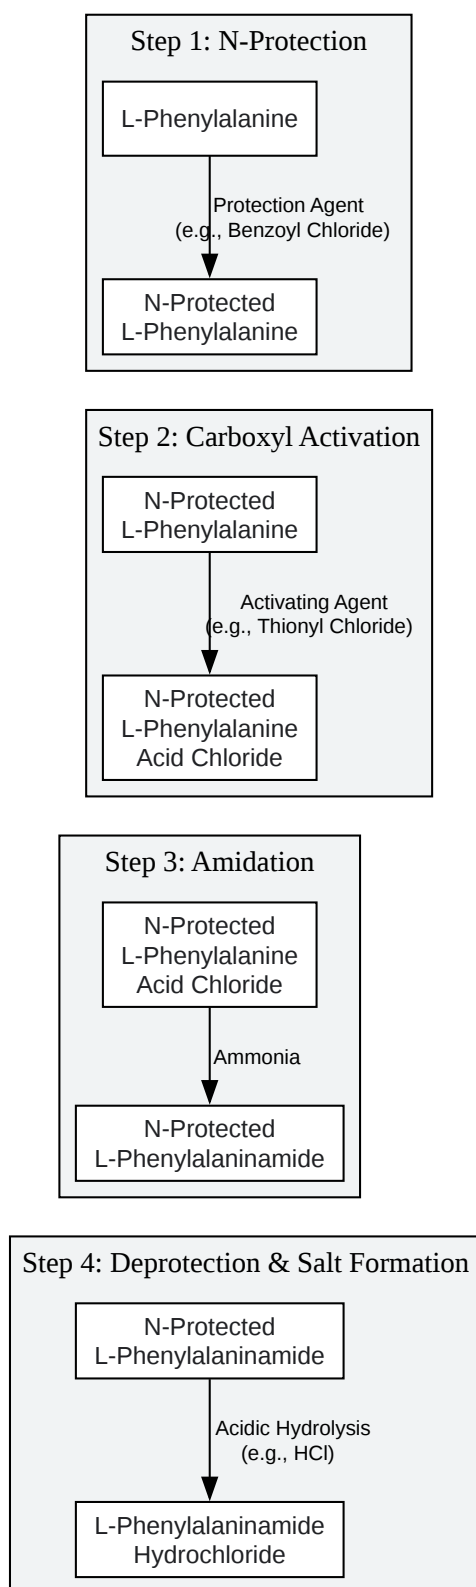 Step 1: N-Protection
L-Phenylalanine
Protection Agent
(e.g., Benzoyl Chloride)
N-Protected
L-Phenylalanine
Step 2: Carboxyl Activation
N-Protected
L-Phenylalanine
Activating Agent
(e.g., Thionyl Chloride)
N-Protected
L-Phenylalanine
Acid Chloride
Step 3: Amidation
N-Protected
L-Phenylalanine
Acid Chloride
Ammonia
N-Protected
L-Phenylalaninamide
Step 4: Deprotection & Salt Formation
N-Protected
L-Phenylalaninamide
Acidic Hydrolysis
(e.g., HCl)
L-Phenylalaninamide
Hydrochloride